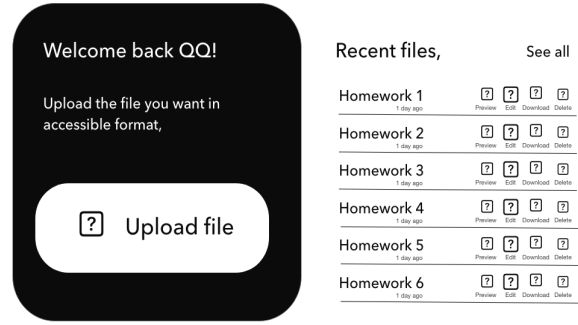 Welcome back QQ!
Upload the file you want in
accessible format,
? Upload file
Recent files,
See all
Homework 1
1 day ago
? ? ? ?
Preview Edit Download Delete
Homework 2
1 day ago
? ? ? ?
Preview Edit Download Delete
Homework 3
1 day ago
? ? ? ?
Preview Edit Download Delete
Homework 4
1 day ago
? ? ? ?
Preview Edit Download Delete
Homework 5
1 day ago
? ? ? ?
Preview Edit Download Delete
Homework 6
1 day ago
? ? ? ?
Preview Edit Download Delete